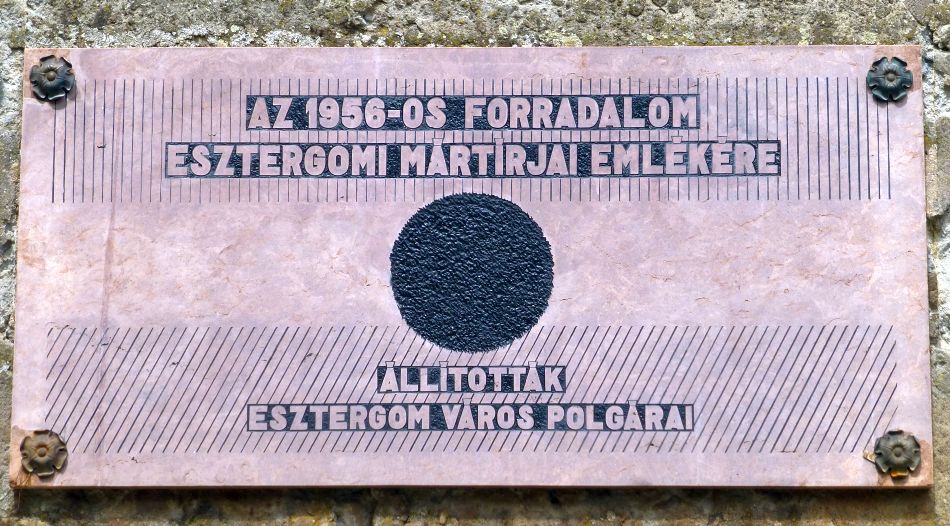 AZ 1956-OS FORRADALOM
ESZTERGOMI MÁRTÍRJAI EMLÉKÉRE
ÁLLÍTOTTÁK
ESZTERGOM VÁROS POLGÁRAI